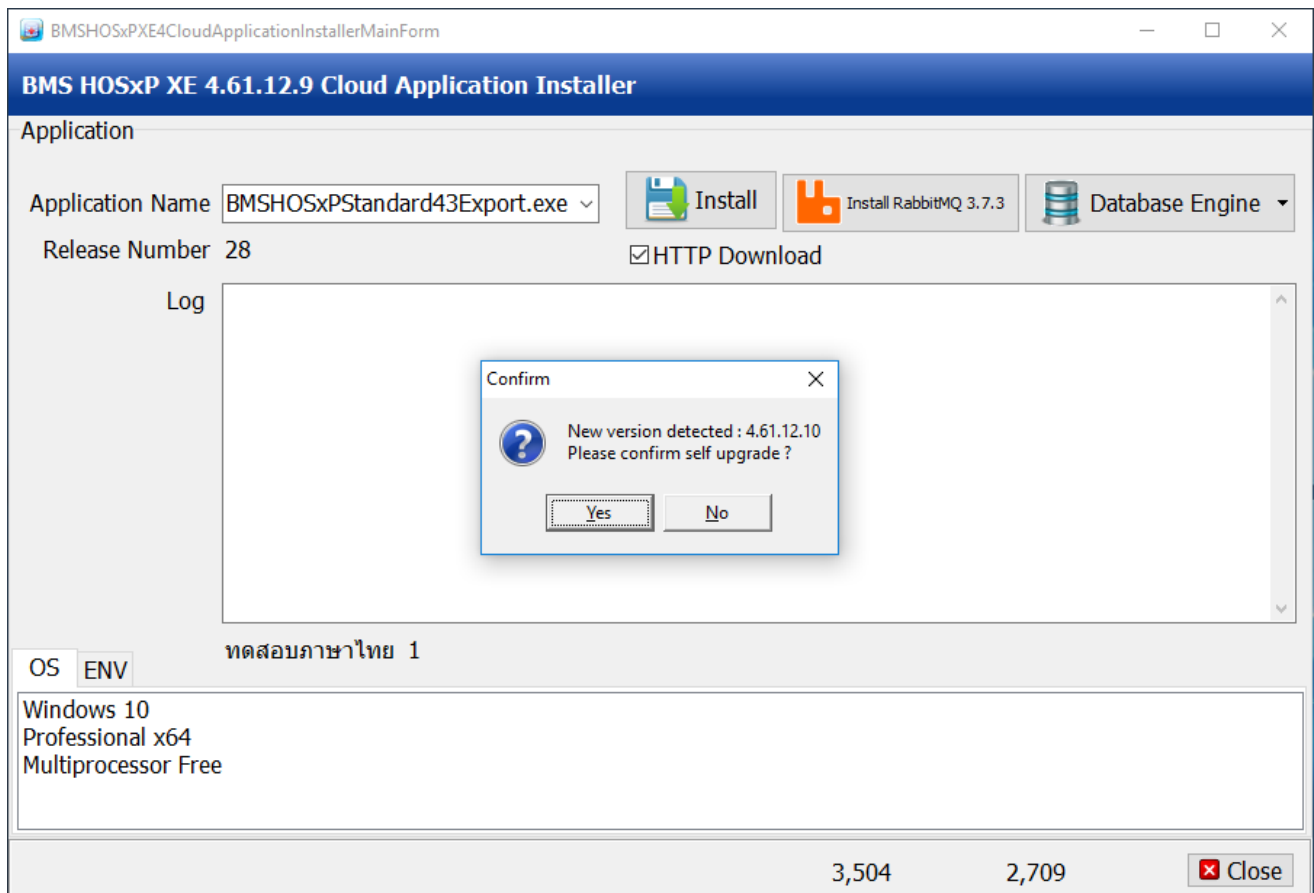 BMSHOSxPXE4CloudApplicationInstallerMainForm
BMS HOSxP XE 4.61.12.9 Cloud Application Installer
Application
Application Name BMSHOSxPStandard43Export.exe Install Install RabbitMQ 3.7.3 Database Engine
Release Number 28 HTTP Download
Log
Confirm
New version detected : 4.61.12.10
Please confirm self upgrade ?
Yes No
ทดสอบภาษาไทย 1
OS ENV
Windows 10
Professional x64
Multiprocessor Free
3,504 2,709 Close